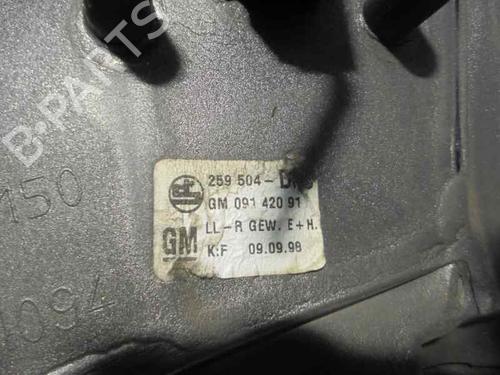 B-PARTS
150
259 504-
GM 091 420 91
GM
LL-R GEW. E+H.
K:F 09.09.98
1094